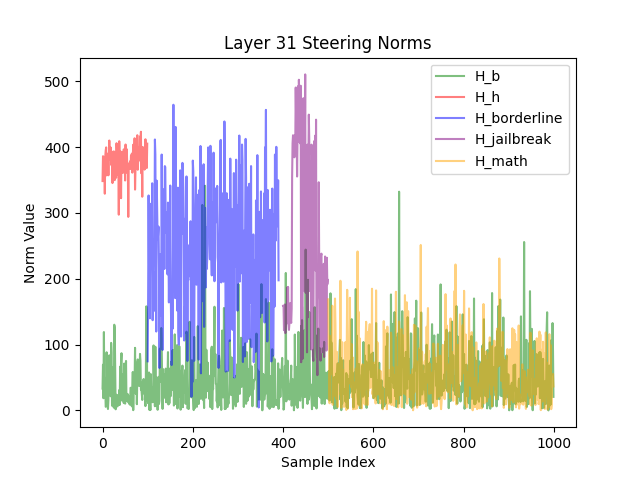 Layer 31 Steering Norms
H_b
H_h
H_borderline
H_jailbreak
H_math
Norm Value
500
400
300
200
100
0
0
200
400
600
800
1000
Sample Index